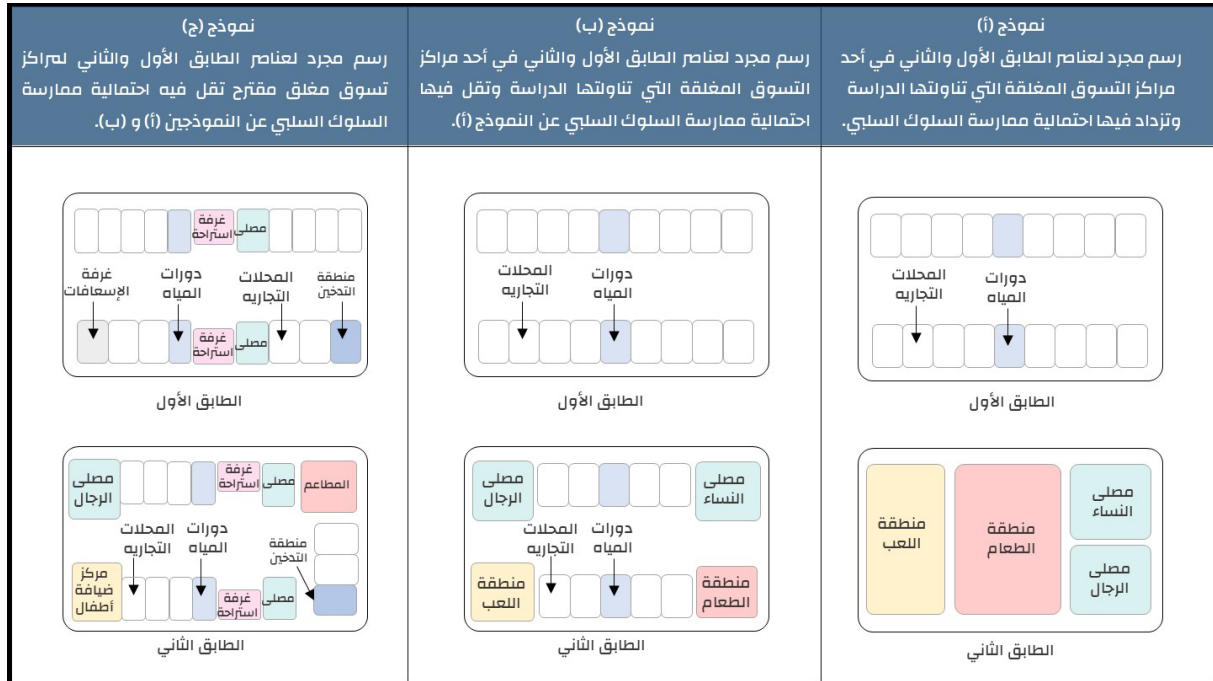 نموذج (أ)
رسم مجرد لعناصر الطابق الأول والثاني في أحد
مراكز التسوق المغلقة التي تناولتها الدراسة
وتزداد فيها احتمالية ممارسة السلوك السلبي.
المحلات
التجاريه
دورات
المياه
الطابق الأول
مصلى
النساء
مصلى
الرجال
منطقة
الطعام
منطقة
اللعب
الطابق الثاني
نموذج (ب)
رسم مجرد لعناصر الطابق الأول والثاني في أحد مراكز
التسوق المغلقة التي تناولتها الدراسة وتقل فيها
احتمالية ممارسة السلوك السلبي عن النموذج (أ).
دورات
المياه
المحلات
التجاريه
الطابق الأول
مصلى
النساء
مصلى
الرجال
دورات
المياه
المحلات
التجاريه
منطقة
الطعام
منطقة
اللعب
الطابق الثاني
نموذج (ج)
رسم مجرد لعناصر الطابق الأول والثاني لمراكز
تسوق مغلق مقترح تقل فيه احتمالية ممارسة
السلوك السلبي عن النموذجين (أ) و (ب).
مصلى
غرفة
استراحة
منطقة
التدخين
المحلات
التجاريه
دورات
المياه
غرفة
الإسعافات
مصلى
غرفة
استراحة
الطابق الأول
المطاعم
مصلى
غرفة
استراحة
مصلى
الرجال
منطقة
التدخين
دورات
المياه
المحلات
التجاريه
مصلى
غرفة
استراحة
مركز
ضيافة
أطفال
الطابق الثاني